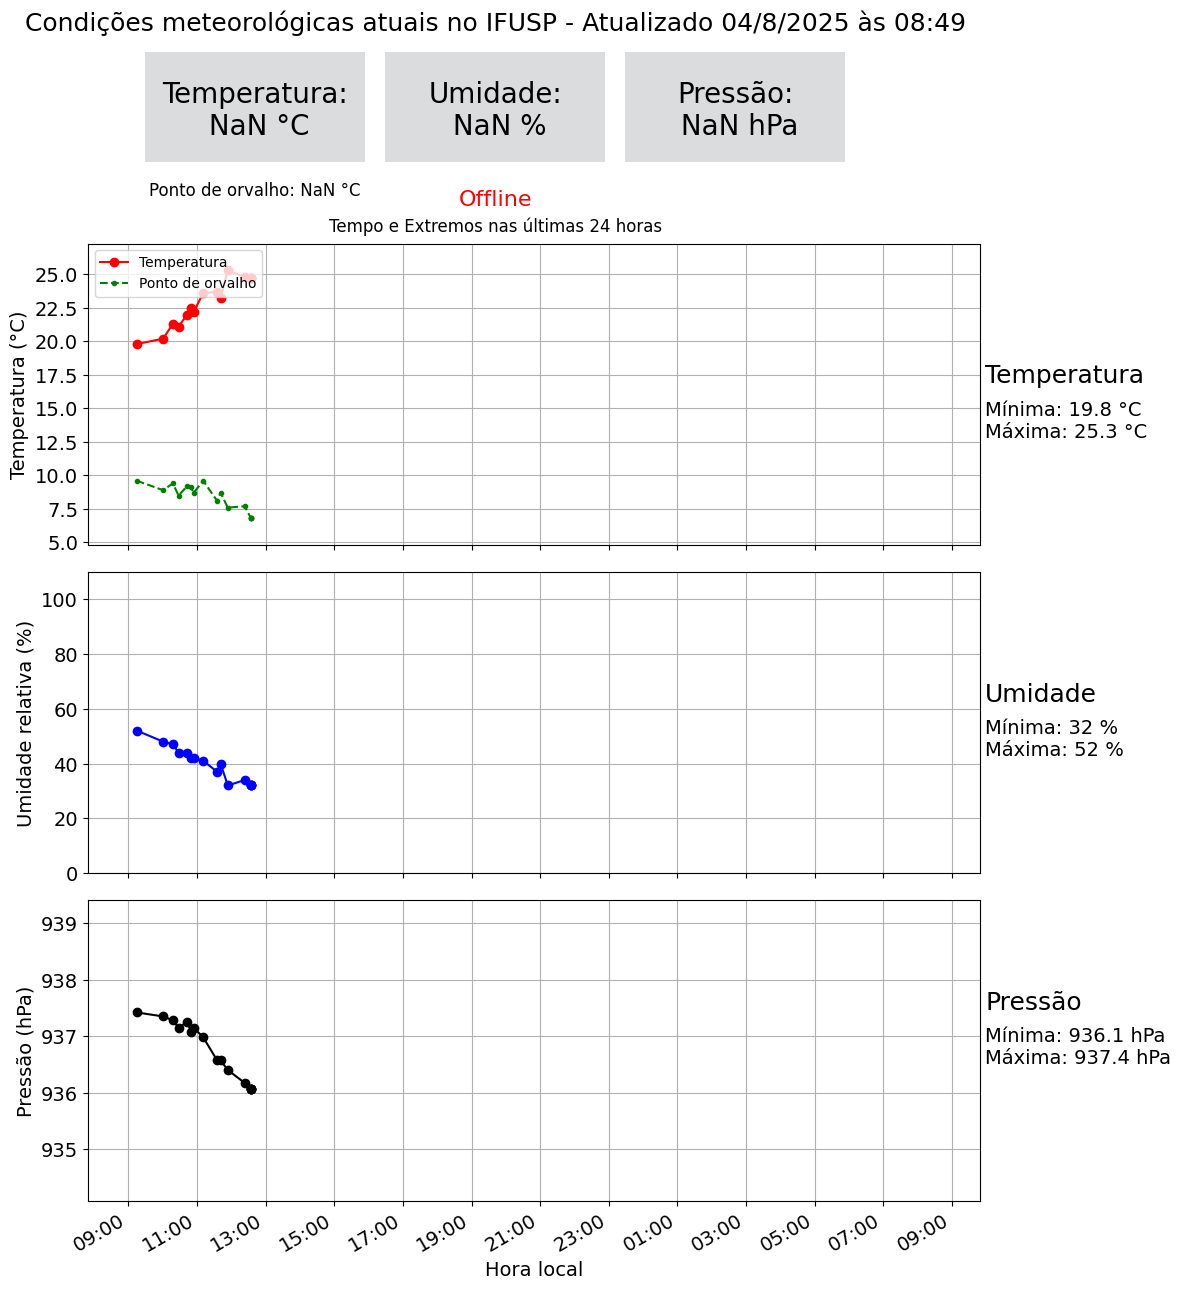 Condições meteorológicas atuais no IFUSP - Atualizado 04/8/2025 às 08:49
Temperatura:
NaN °C
Umidade:
NaN %
Pressão:
NaN hPa
Ponto de orvalho: NaN °C
Offline
Tempo e Extremos nas últimas 24 horas
Temperatura
Ponto de orvalho
Temperatura (°C)
25.0
22.5
20.0
17.5
15.0
12.5
10.0
7.5
5.0
Temperatura
Mínima: 19.8 °C
Máxima: 25.3 °C
Umidade relativa (%)
100
80
60
40
20
0
Umidade
Mínima: 32 %
Máxima: 52 %
Pressão (hPa)
939
938
937
936
935
Pressão
Mínima: 936.1 hPa
Máxima: 937.4 hPa
09:00 11:00 13:00 15:00 17:00 19:00 21:00 23:00 01:00 03:00 05:00 07:00 09:00
Hora local